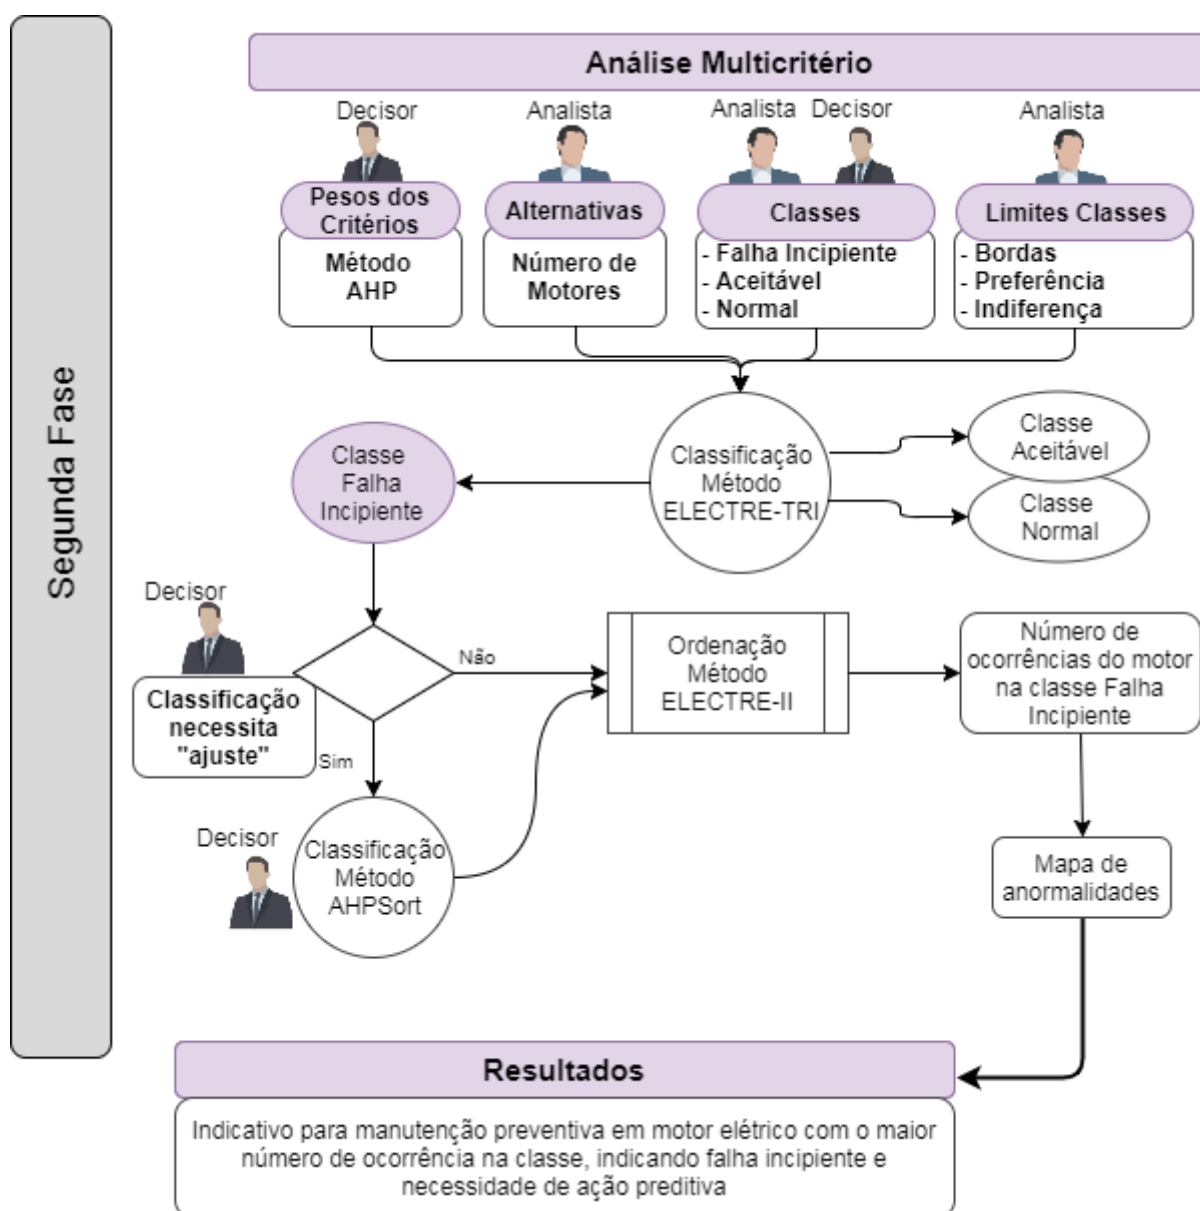 Segunda Fase
Análise Multicritério
Decisor
Analista
Analista
Decisor
Analista
Pesos dos
Critérios
Alternativas
Classes
Limites Classes
Método
AHP
Número de
Motores
- Falha Incipiente
- Aceitável
- Normal
- Bordas
- Preferência
- Indiferença
Classe
Falha
Incipiente
Classificação
Método
ELECTRE-TRI
Classe
Aceitável
Classe
Normal
Decisor
Classificação
necessita
"ajuste"
Não
Sim
Ordenação
Método
ELECTRE-II
Número de
ocorrências do motor
na classe Falha
Incipiente
Decisor
Classificação
Método
AHPSort
Mapa de
anormalidades
Resultados
Indicativo para manutenção preventiva em motor elétrico com o maior
número de ocorrência na classe, indicando falha incipiente e
necessidade de ação preditiva